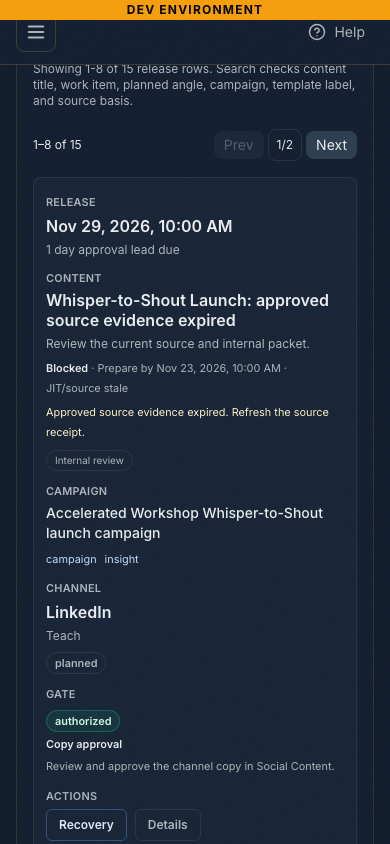 DEV ENVIRONMENT
Help
Showing 1-8 of 15 release rows. Search checks content
title, work item, planned angle, campaign, template label,
and source basis.
1–8 of 15
Prev
1/2
Next
RELEASE
Nov 29, 2026, 10:00 AM
1 day approval lead due
CONTENT
Whisper-to-Shout Launch: approved
source evidence expired
Review the current source and internal packet.
Blocked · Prepare by Nov 23, 2026, 10:00 AM ·
JIT/source stale
Approved source evidence expired. Refresh the source
receipt.
Internal review
CAMPAIGN
Accelerated Workshop Whisper-to-Shout
launch campaign
campaign insight
CHANNEL
LinkedIn
Teach
planned
GATE
authorized
Copy approval
Review and approve the channel copy in Social Content.
ACTIONS
Recovery
Details